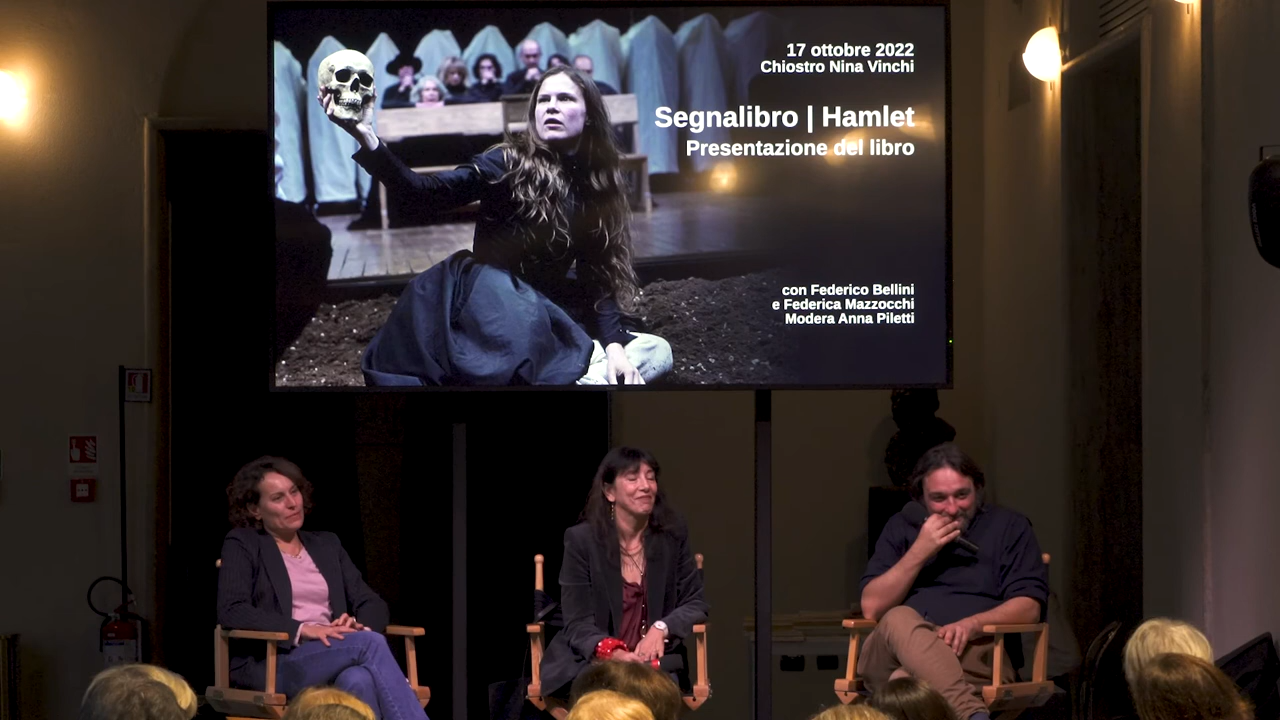 17 ottobre 2022
Chiostro Nina Vinchi
Segnalibro | Hamlet
Presentazione del libro
con Federico Bellini
e Federica Mazzocchi
Modera Anna Piletti